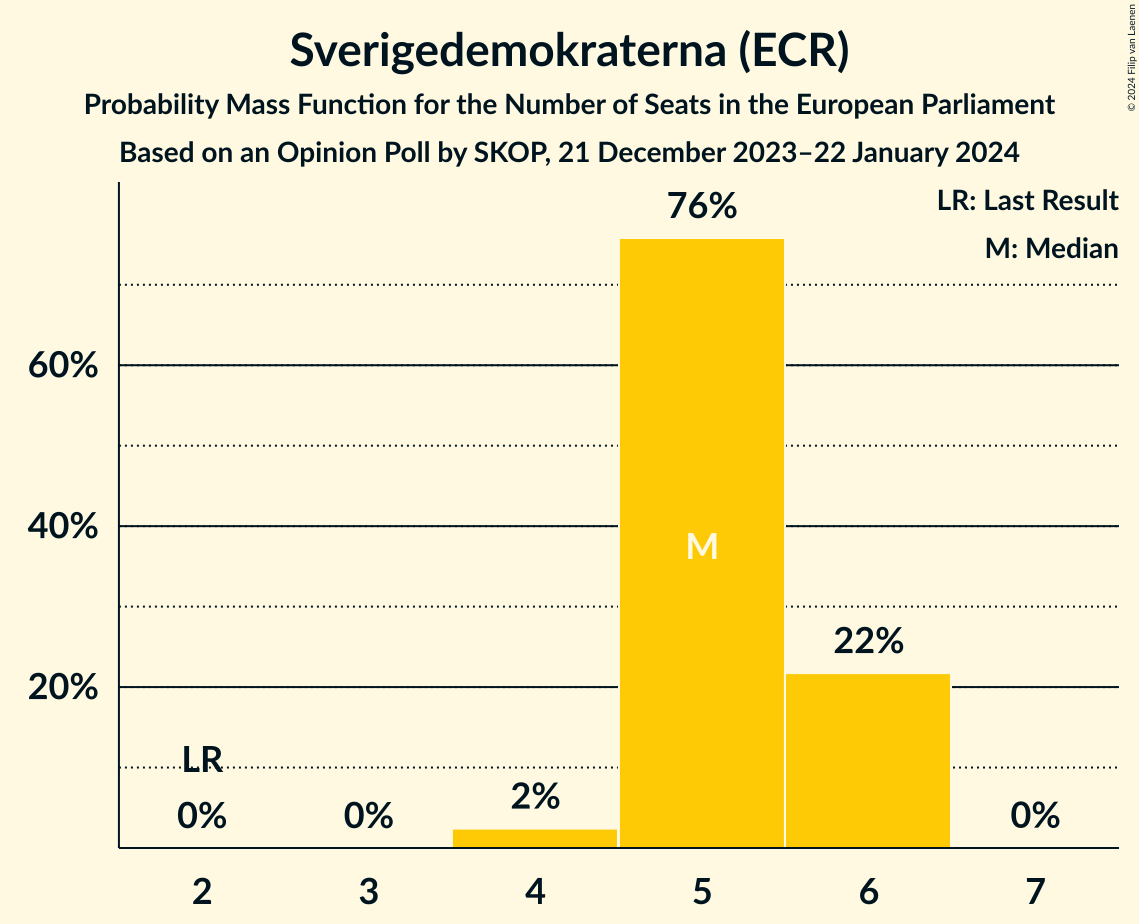 Sverigedemokraterna (ECR)
Probability Mass Function for the Number of Seats in the European Parliament
Based on an Opinion Poll by SKOP, 21 December 2023–22 January 2024
© 2024 Filip van Laenen
LR: Last Result
M: Median
76%
60%
40%
M
22%
20%
LR
2%
0%
0%
0%
2
3
4
5
6
7